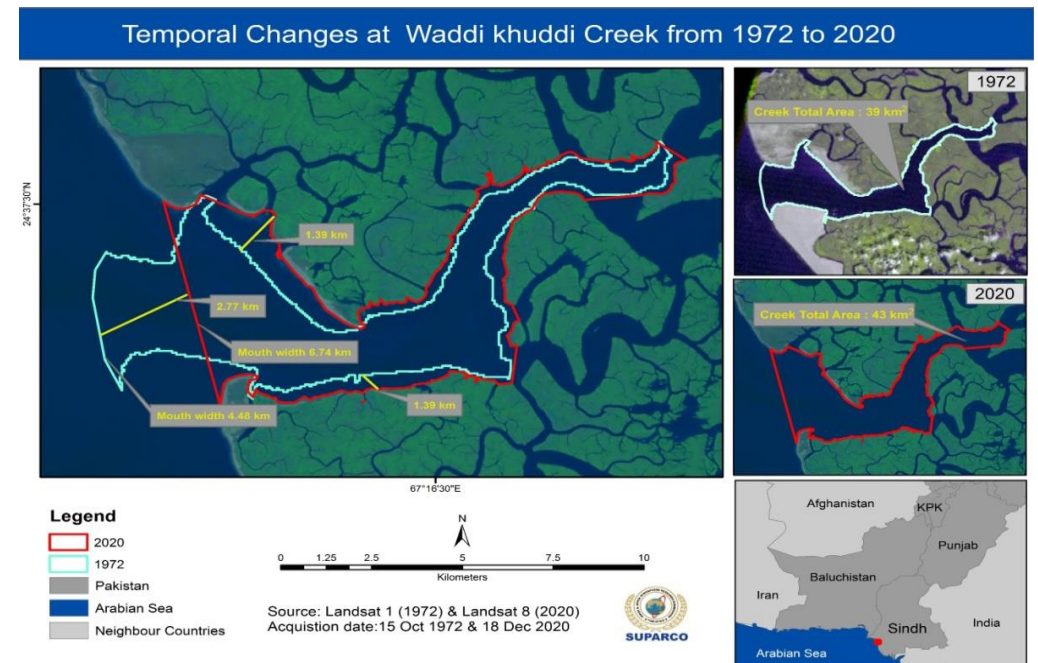 Temporal Changes at Waddi khuddi Creek from 1972 to 2020
24°37'30"N
1.39 km
2.77 km
Mouth width 6.74 km
Mouth width 4.48 km
1.39 km
67°16'30"E
1972
Creek Total Area : 39 km²
2020
Creek Total Area : 43 km²
Legend
2020
1972
Pakistan
Arabian Sea
Neighbour Countries
N
0 1.25 2.5 5 7.5 10
Kilometers
Source: Landsat 1 (1972) & Landsat 8 (2020)
Acquistion date:15 Oct 1972 & 18 Dec 2020
SUPARCO
Afghanistan
KPK
Punjab
Baluchistan
Iran
Sindh
India
Arabian Sea